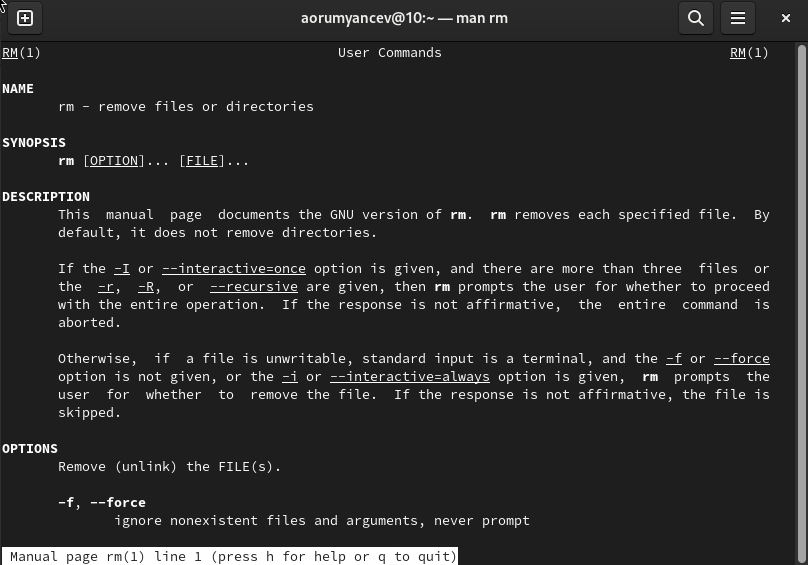 aorumyancev@10:~ — man rm
RM(1) User Commands RM(1)
NAME
rm - remove files or directories
SYNOPSIS
rm [OPTION]... [FILE]...
DESCRIPTION
This manual page documents the GNU version of rm. rm removes each specified file. By
default, it does not remove directories.
If the -I or --interactive=once option is given, and there are more than three files or
the -r, -R, or --recursive are given, then rm prompts the user for whether to proceed
with the entire operation. If the response is not affirmative, the entire command is
aborted.
Otherwise, if a file is unwritable, standard input is a terminal, and the -f or --force
option is not given, or the -i or --interactive=always option is given, rm prompts the
user for whether to remove the file. If the response is not affirmative, the file is
skipped.
OPTIONS
Remove (unlink) the FILE(s).
-f, --force
ignore nonexistent files and arguments, never prompt
Manual page rm(1) line 1 (press h for help or q to quit)